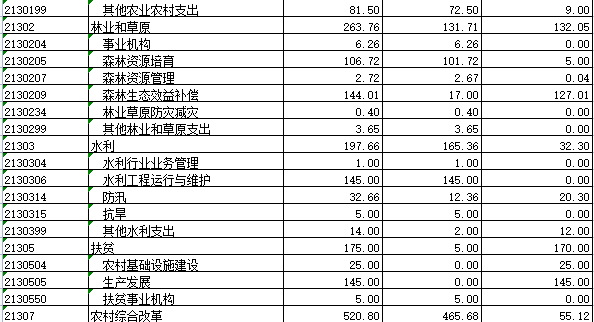 2130199 其他农业农村支出 81.50 72.50 9.00
21302 林业和草原 263.76 131.71 132.05
2130204 事业机构 6.26 6.26 0.00
2130205 森林资源培育 106.72 101.72 5.00
2130207 森林资源管理 2.72 2.67 0.04
2130209 森林生态效益补偿 144.01 17.00 127.01
2130234 林业草原防灾减灾 0.40 0.40 0.00
2130299 其他林业和草原支出 3.65 3.65 0.00
21303 水利 197.66 165.36 32.30
2130304 水利行业业务管理 1.00 1.00 0.00
2130306 水利工程运行与维护 145.00 145.00 0.00
2130314 防汛 32.66 12.36 20.30
2130315 抗旱 5.00 5.00 0.00
2130399 其他水利支出 14.00 2.00 12.00
21305 扶贫 175.00 5.00 170.00
2130504 农村基础设施建设 25.00 0.00 25.00
2130505 生产发展 145.00 0.00 145.00
2130550 扶贫事业机构 5.00 5.00 0.00
21307 农村综合改革 520.80 465.68 55.12